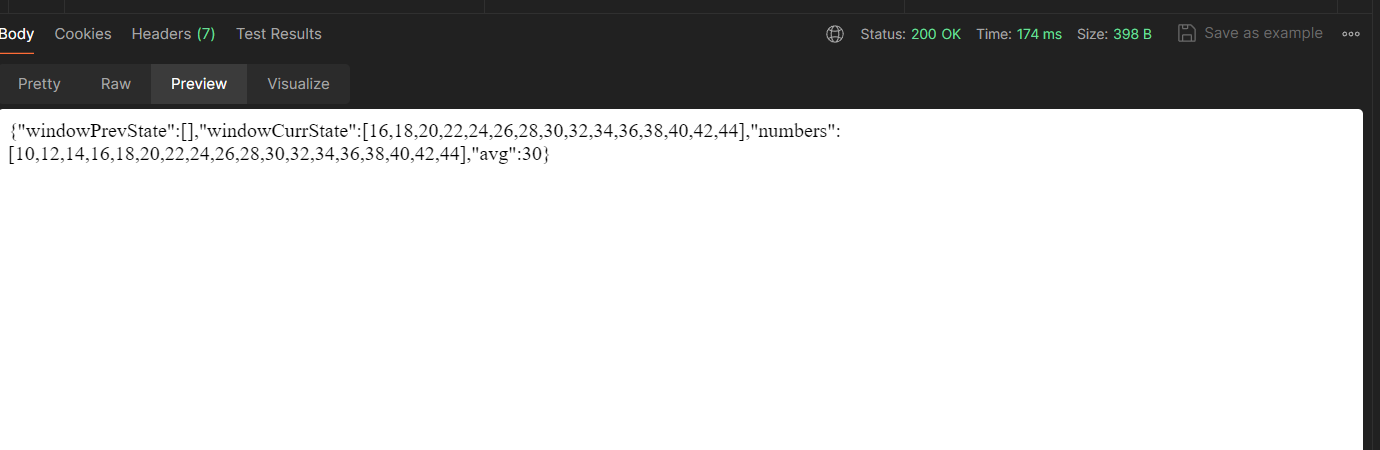 Body Cookies Headers (7) Test Results Status: 200 OK Time: 174 ms Size: 398 B Save as example
Pretty Raw Preview Visualize
{"windowPrevState":[],"windowCurrState":[16,18,20,22,24,26,28,30,32,34,36,38,40,42,44],"numbers":
[10,12,14,16,18,20,22,24,26,28,30,32,34,36,38,40,42,44],"avg":30}